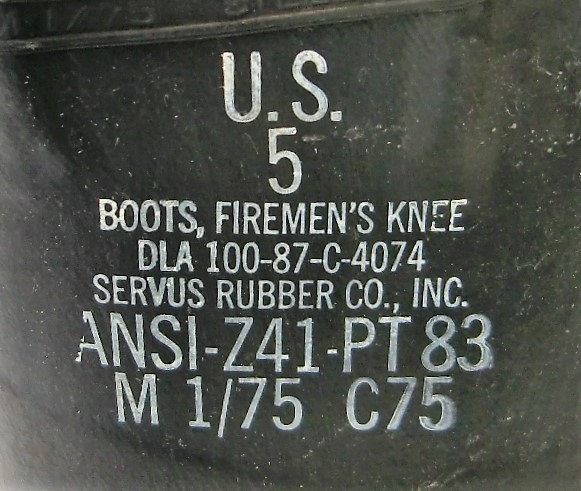 U.S.
5
BOOTS, FIREMEN'S KNEE
DLA 100-87-C-4074
SERVUS RUBBER CO., INC.
ANSI-Z41-PT 83
M 1/75 C75